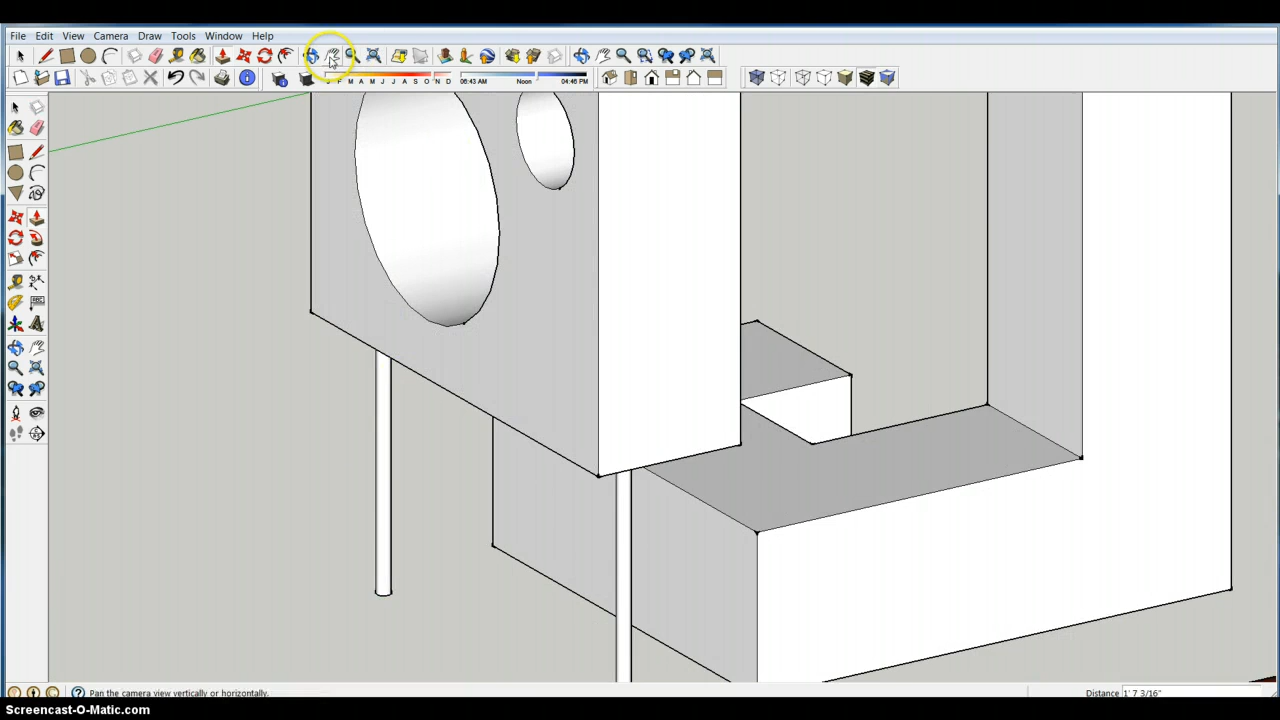 File Edit View Camera Draw Tools Window Help
J F M A M J J A S O N D 06:43 AM Noon 04:46 PM
ABC
Pan the camera view vertically or horizontally. Distance 1' 7 3/16"
Screencast-O-Matic.com